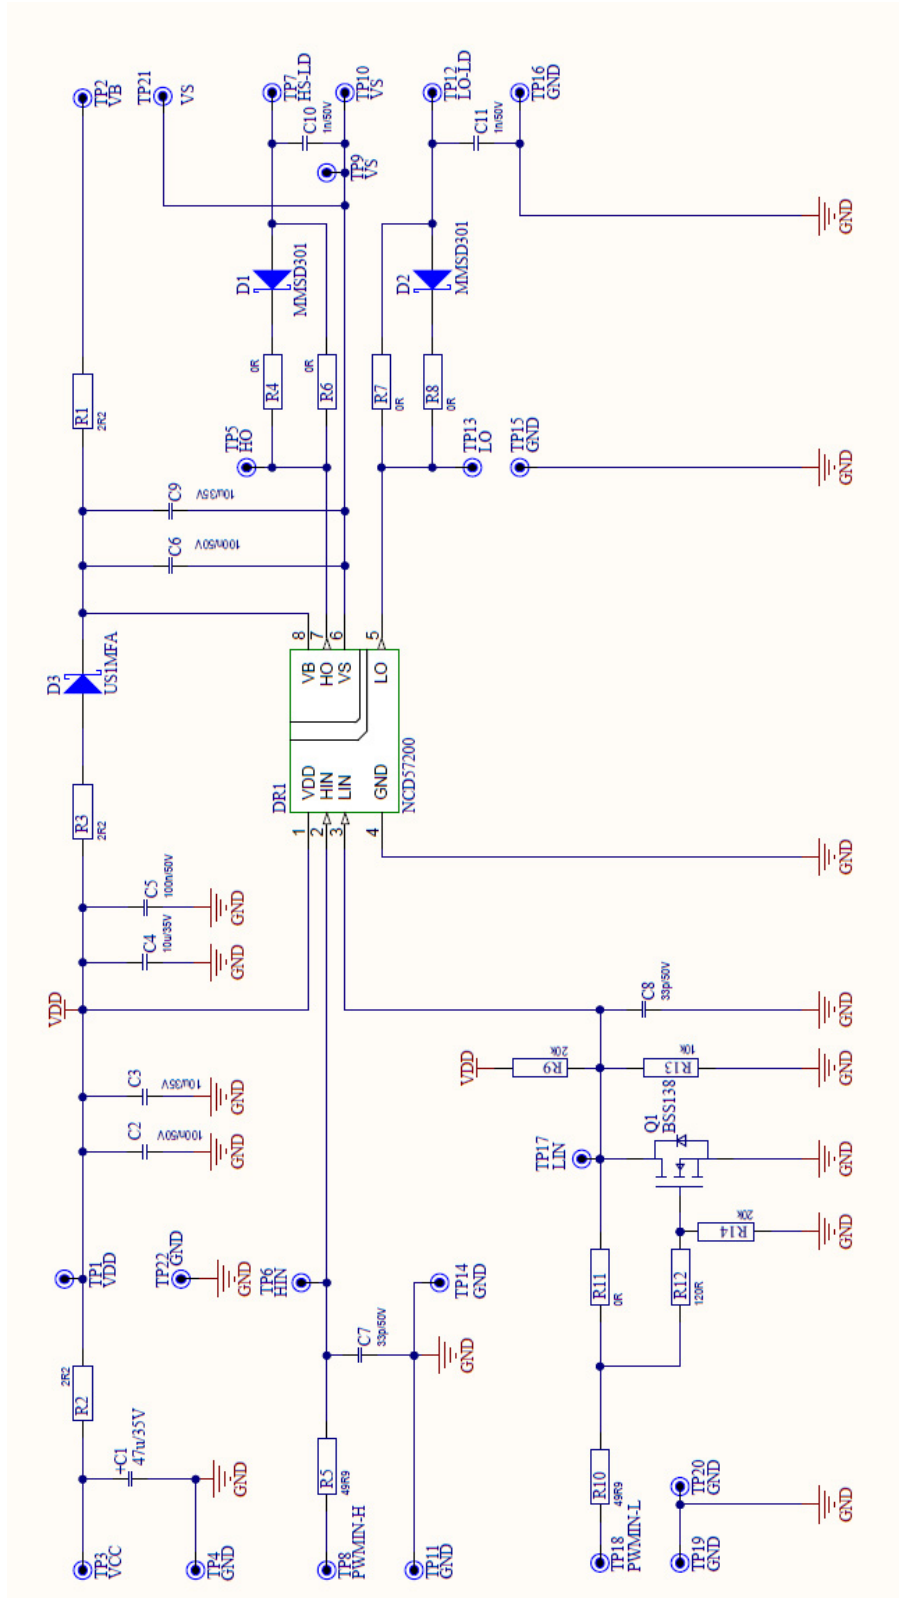 TP2
VB
TP21
VS
TP7
HS-LD
TP10
VS
TP12
LO-LD
TP16
GND
C10
1n/50V
C11
1n/50V
TP9
VS
GND
D1
MMSD301
D2
MMSD301
R1
2R2
R4
0R
R6
0R
R7
0R
R8
0R
TP5
HO
TP13
LO
TP15
GND
GND
C9
10u/35V
C6
100n/50V
D3
US1MFA
8
7
6
5
VB
HO
VS
LO
VDD
HIN
LIN
GND
DR1
NCD57200
1
2
3
4
R3
2R2
GND
C5
100n/50V
GND
C4
10u/35V
GND
VDD
C8
33p/50V
GND
C3
10u/35V
GND
C2
100n/50V
GND
VDD
R9
20k
R13
10k
GND
Q1
BSS138
TP17
LIN
GND
R14
20k
GND
TP1
VDD
TP22
GND
GND
TP6
HIN
TP14
GND
R11
0R
R12
120R
C7
33p/50V
GND
R2
2R2
+C1
47u/35V
GND
R5
49R9
R10
49R9
TP20
GND
GND
TP3
VCC
TP4
GND
TP8
PWMIN-H
TP11
GND
TP18
PWMIN-L
TP19
GND